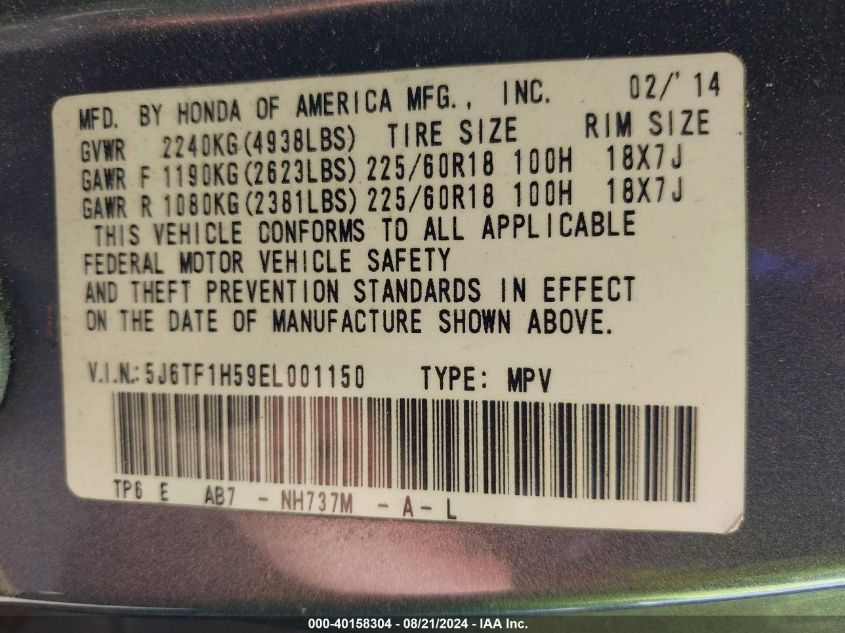 MFD. BY HONDA OF AMERICA MFG., INC. 02/'14
GVWR 2240KG(4938LBS) TIRE SIZE RIM SIZE
GAWR F 1190KG(2623LBS) 225/60R18 100H 18X7J
GAWR R 1080KG(2381LBS) 225/60R18 100H 18X7J
THIS VEHICLE CONFORMS TO ALL APPLICABLE
FEDERAL MOTOR VEHICLE SAFETY
AND THEFT PREVENTION STANDARDS IN EFFECT
ON THE DATE OF MANUFACTURE SHOWN ABOVE.
V.I.N.: 5J6TF1H59EL001150 TYPE: MPV
TP6 E AB7 - NH737M - A - L
000-40158304 - 08/21/2024 - IAA Inc.